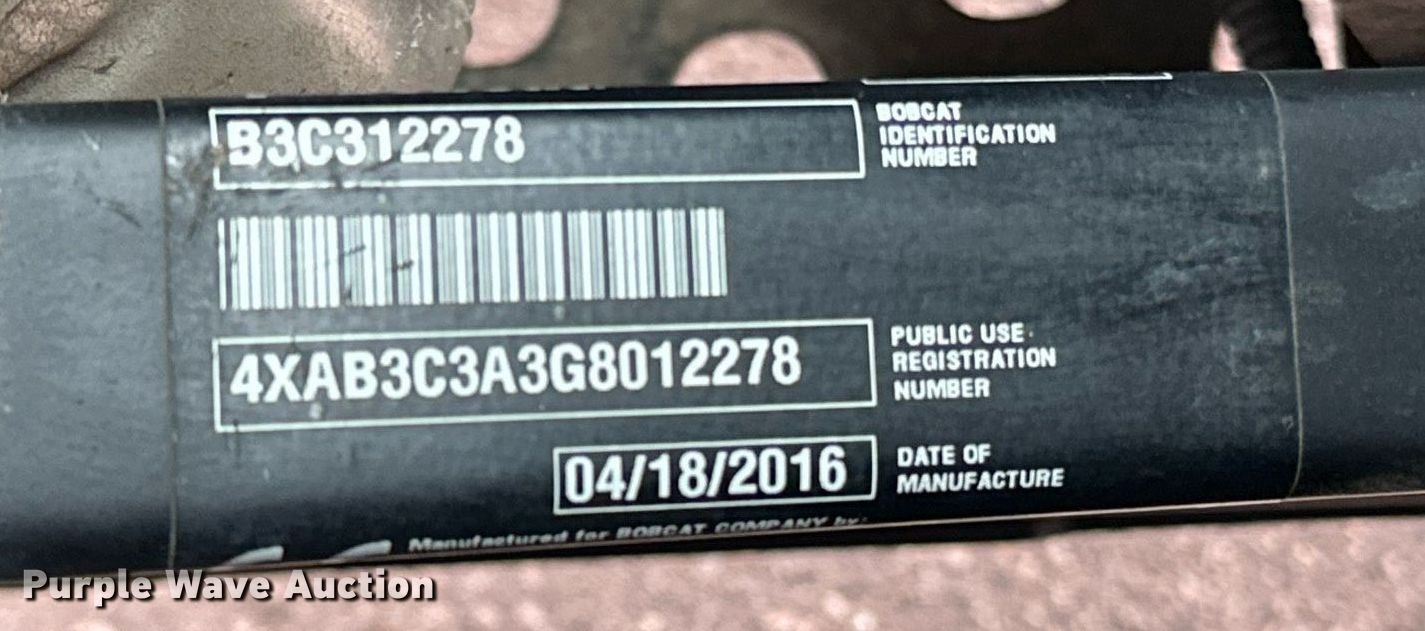 B3C312278
BOBCAT
IDENTIFICATION
NUMBER
4XAB3C3A3G8012278
PUBLIC USE
REGISTRATION
NUMBER
04/18/2016
DATE OF
MANUFACTURE
Manufactured for BOBCAT COMPANY by:
Purple Wave Auction